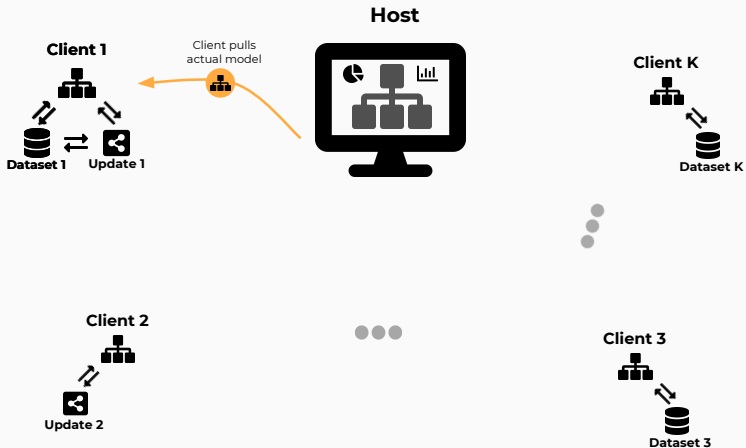 Host
Client 1
Client pulls
actual model
Client K
Dataset 1
Update 1
Dataset K
Client 2
Client 3
Update 2
Dataset 3